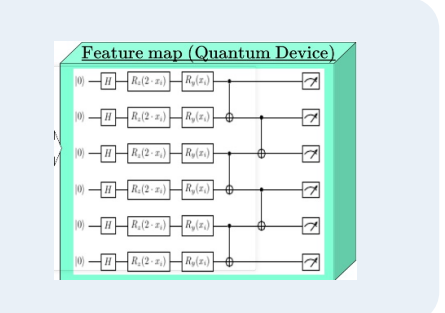 Feature map (Quantum Device)
|0⟩ H R_z(2 · x_i) R_y(x_i)
|0⟩ H R_z(2 · x_i) R_y(x_i)
|0⟩ H R_z(2 · x_i) R_y(x_i)
|0⟩ H R_z(2 · x_i) R_y(x_i)
|0⟩ H R_z(2 · x_i) R_y(x_i)
|0⟩ H R_z(2 · x_i) R_y(x_i)